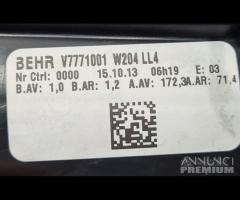 BEHR V7771001 W204 LL4
Nr Ctrl: 0000 15.10.13 06h19 E: 03
B.AV: 1,0 B.AR: 1,2 A.AV: 172,3A.AR: 71,4
ANNUNCI
PREMIUM